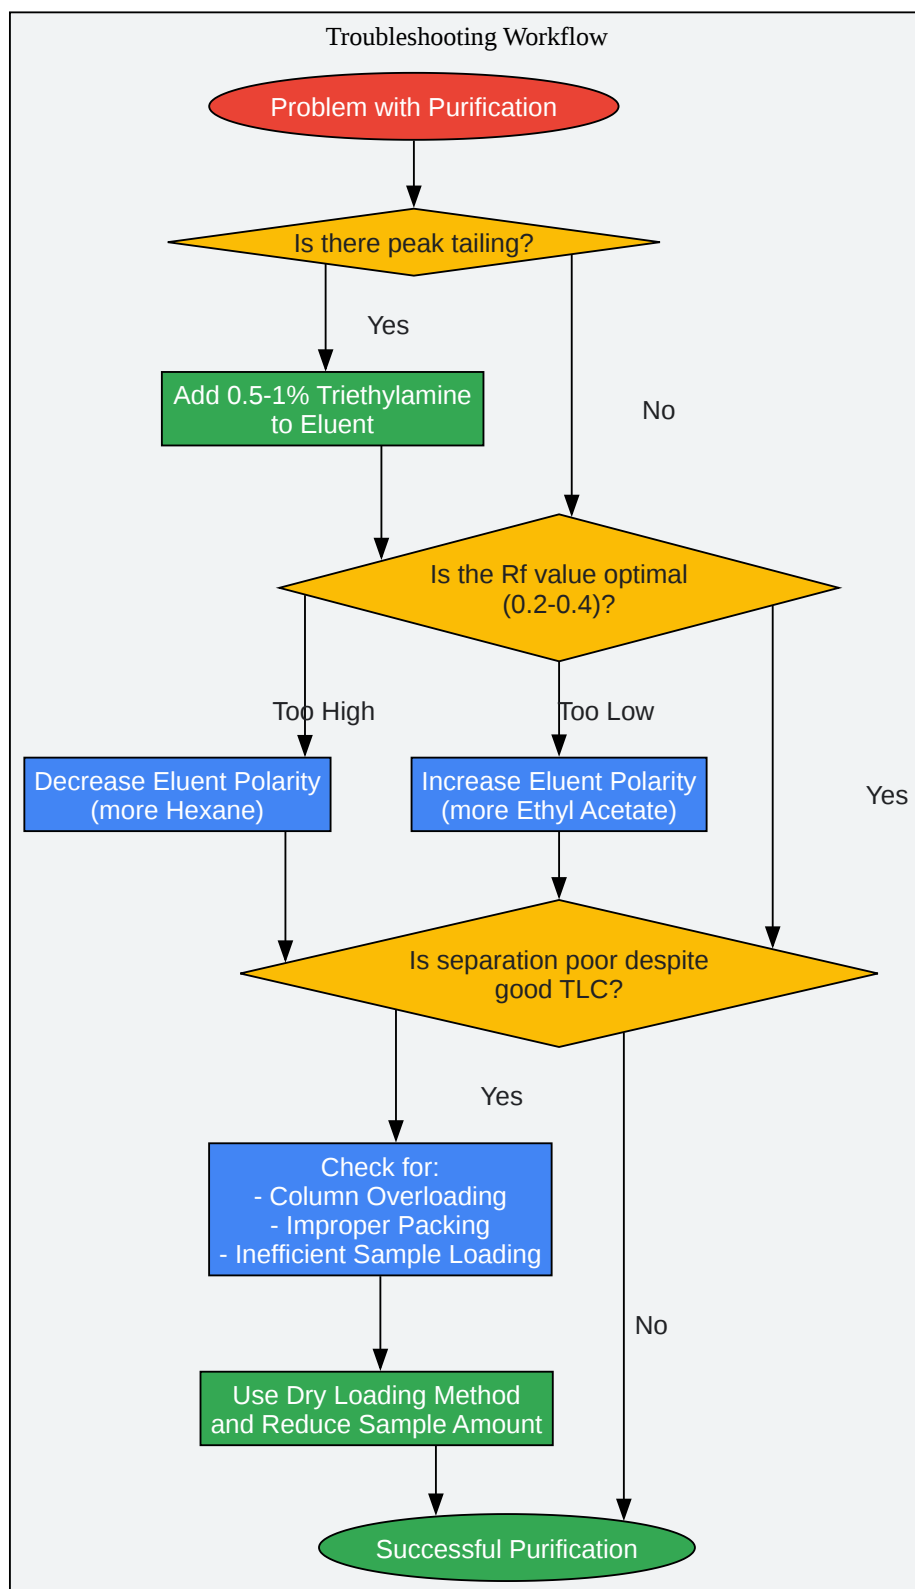 Troubleshooting Workflow
Problem with Purification
Is there peak tailing?
Yes
Add 0.5-1% Triethylamine
to Eluent
No
Is the Rf value optimal
(0.2-0.4)?
Too High
Too Low
Decrease Eluent Polarity
(more Hexane)
Increase Eluent Polarity
(more Ethyl Acetate)
Yes
Is separation poor despite
good TLC?
Yes
Check for:
- Column Overloading
- Improper Packing
- Inefficient Sample Loading
No
Use Dry Loading Method
and Reduce Sample Amount
Successful Purification